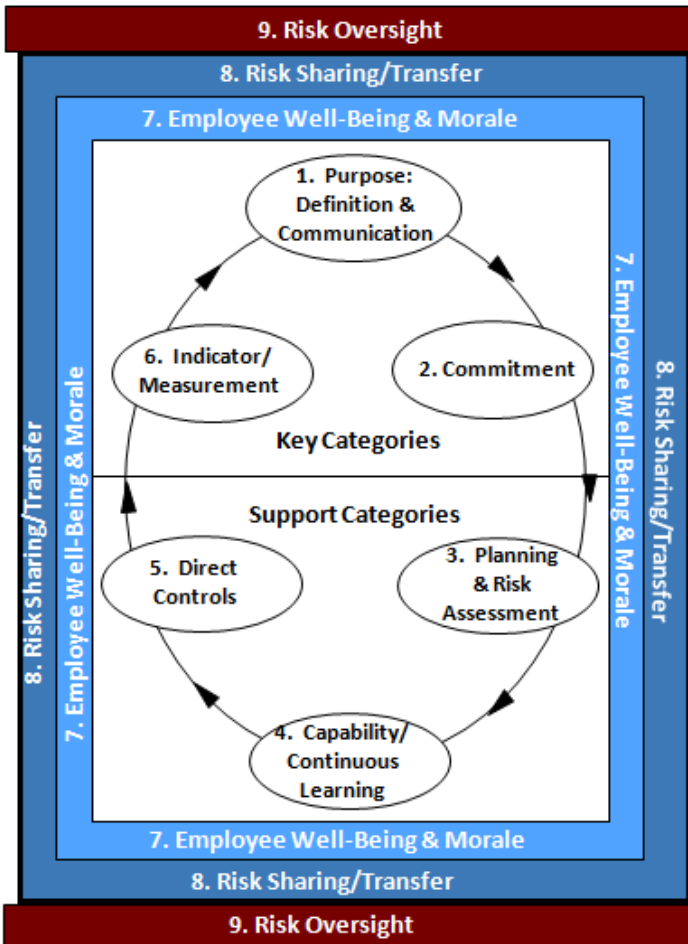 9. Risk Oversight
8. Risk Sharing/Transfer
7. Employee Well-Being & Morale
1. Purpose:
Definition &
Communication
6. Indicator/
Measurement
2. Commitment
Key Categories
Support Categories
5. Direct
Controls
3. Planning
& Risk
Assessment
4. Capability/
Continuous
Learning
8. Risk Sharing/Transfer
7. Employee Well-Being & Morale
7. Employee Well-Being & Morale
8. Risk Sharing/Transfer
7. Employee Well-Being & Morale
8. Risk Sharing/Transfer
9. Risk Oversight